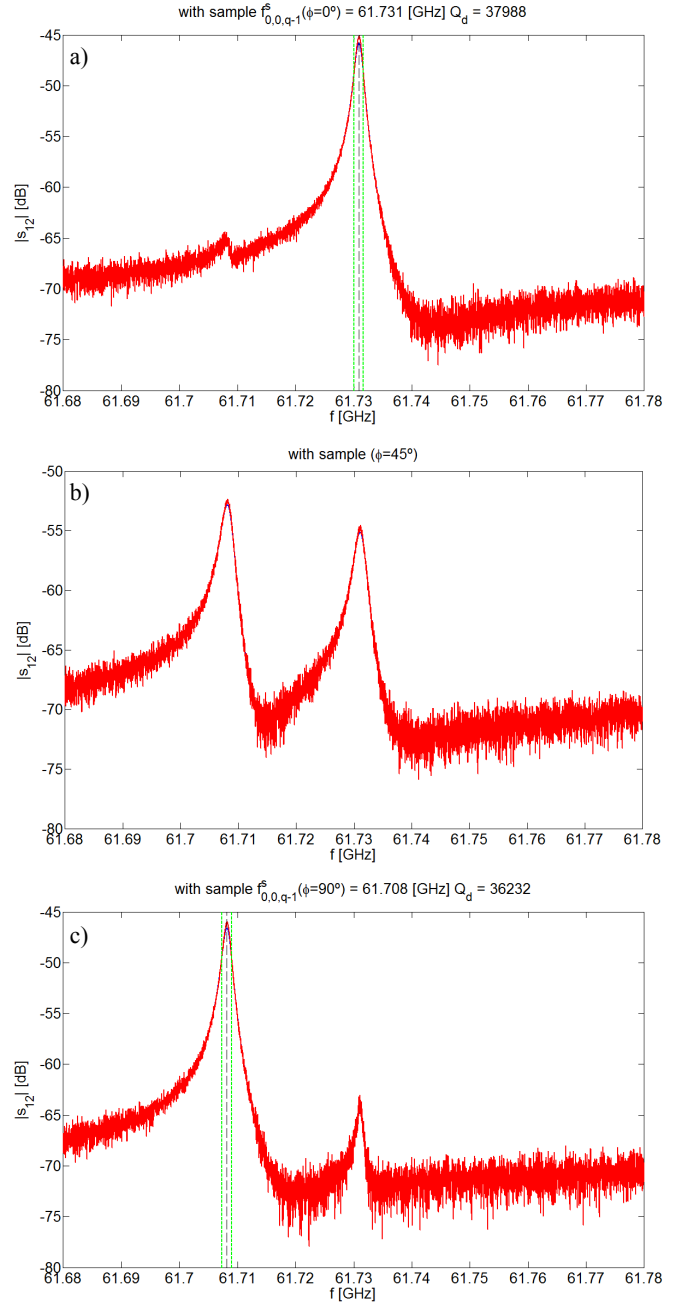 with sample f^s_{0,0,q-1}(ϕ=0º) = 61.731 [GHz] Q_d = 37988
a)
-45
-50
-55
-60
-65
-70
-75
-80
|s_12| [dB]
61.68 61.69 61.7 61.71 61.72 61.73 61.74 61.75 61.76 61.77 61.78
f [GHz]
with sample (ϕ=45º)
b)
-50
-55
-60
-65
-70
-75
-80
|s_12| [dB]
61.68 61.69 61.7 61.71 61.72 61.73 61.74 61.75 61.76 61.77 61.78
f [GHz]
with sample f^s_{0,0,q-1}(ϕ=90º) = 61.708 [GHz] Q_d = 36232
c)
-45
-50
-55
-60
-65
-70
-75
-80
|s_12| [dB]
61.68 61.69 61.7 61.71 61.72 61.73 61.74 61.75 61.76 61.77 61.78
f [GHz]